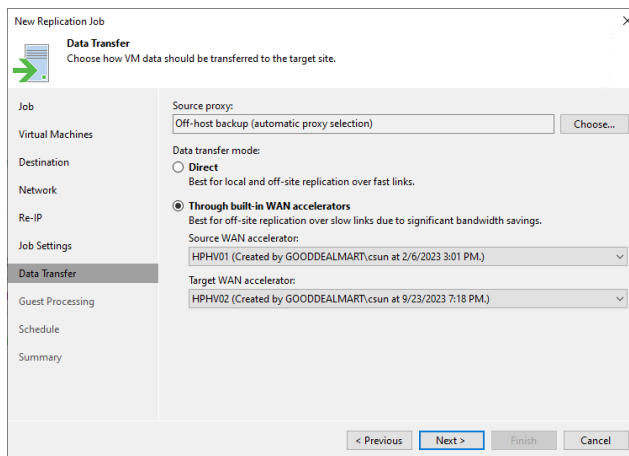 New Replication Job
Data Transfer
Choose how VM data should be transferred to the target site.
Job
Virtual Machines
Destination
Network
Re-IP
Job Settings
Data Transfer
Guest Processing
Schedule
Summary
Source proxy:
Off-host backup (automatic proxy selection)
Choose...
Data transfer mode:
Direct
Best for local and off-site replication over fast links.
Through built-in WAN accelerators
Best for off-site replication over slow links due to significant bandwidth savings.
Source WAN accelerator:
HPHV01 (Created by GOODDEALMART\csun at 2/6/2023 3:01 PM.)
Target WAN accelerator:
HPHV02 (Created by GOODDEALMART\csun at 9/23/2023 7:18 PM.)
< Previous
Next >
Finish
Cancel